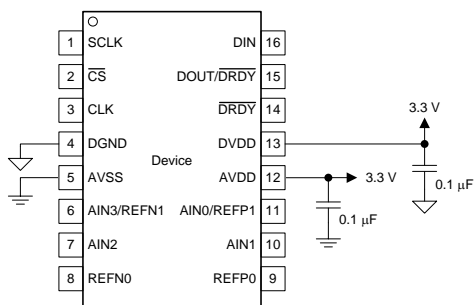 1 SCLK DIN 16
2 CS DOUT/DRDY 15
3 CLK DRDY 14
3.3 V
4 DGND DVDD 13
Device
5 AVSS AVDD 12 3.3 V
0.1 µF
6 AIN3/REFN1 AIN0/REFP1 11
0.1 µF
7 AIN2 AIN1 10
8 REFN0 REFP0 9